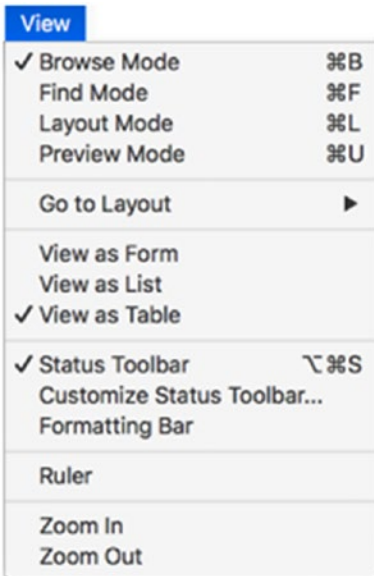 View
✓ Browse Mode ⌘B
Find Mode ⌘F
Layout Mode ⌘L
Preview Mode ⌘U
Go to Layout ▶
View as Form
View as List
✓ View as Table
✓ Status Toolbar ⌥⌘S
Customize Status Toolbar...
Formatting Bar
Ruler
Zoom In
Zoom Out